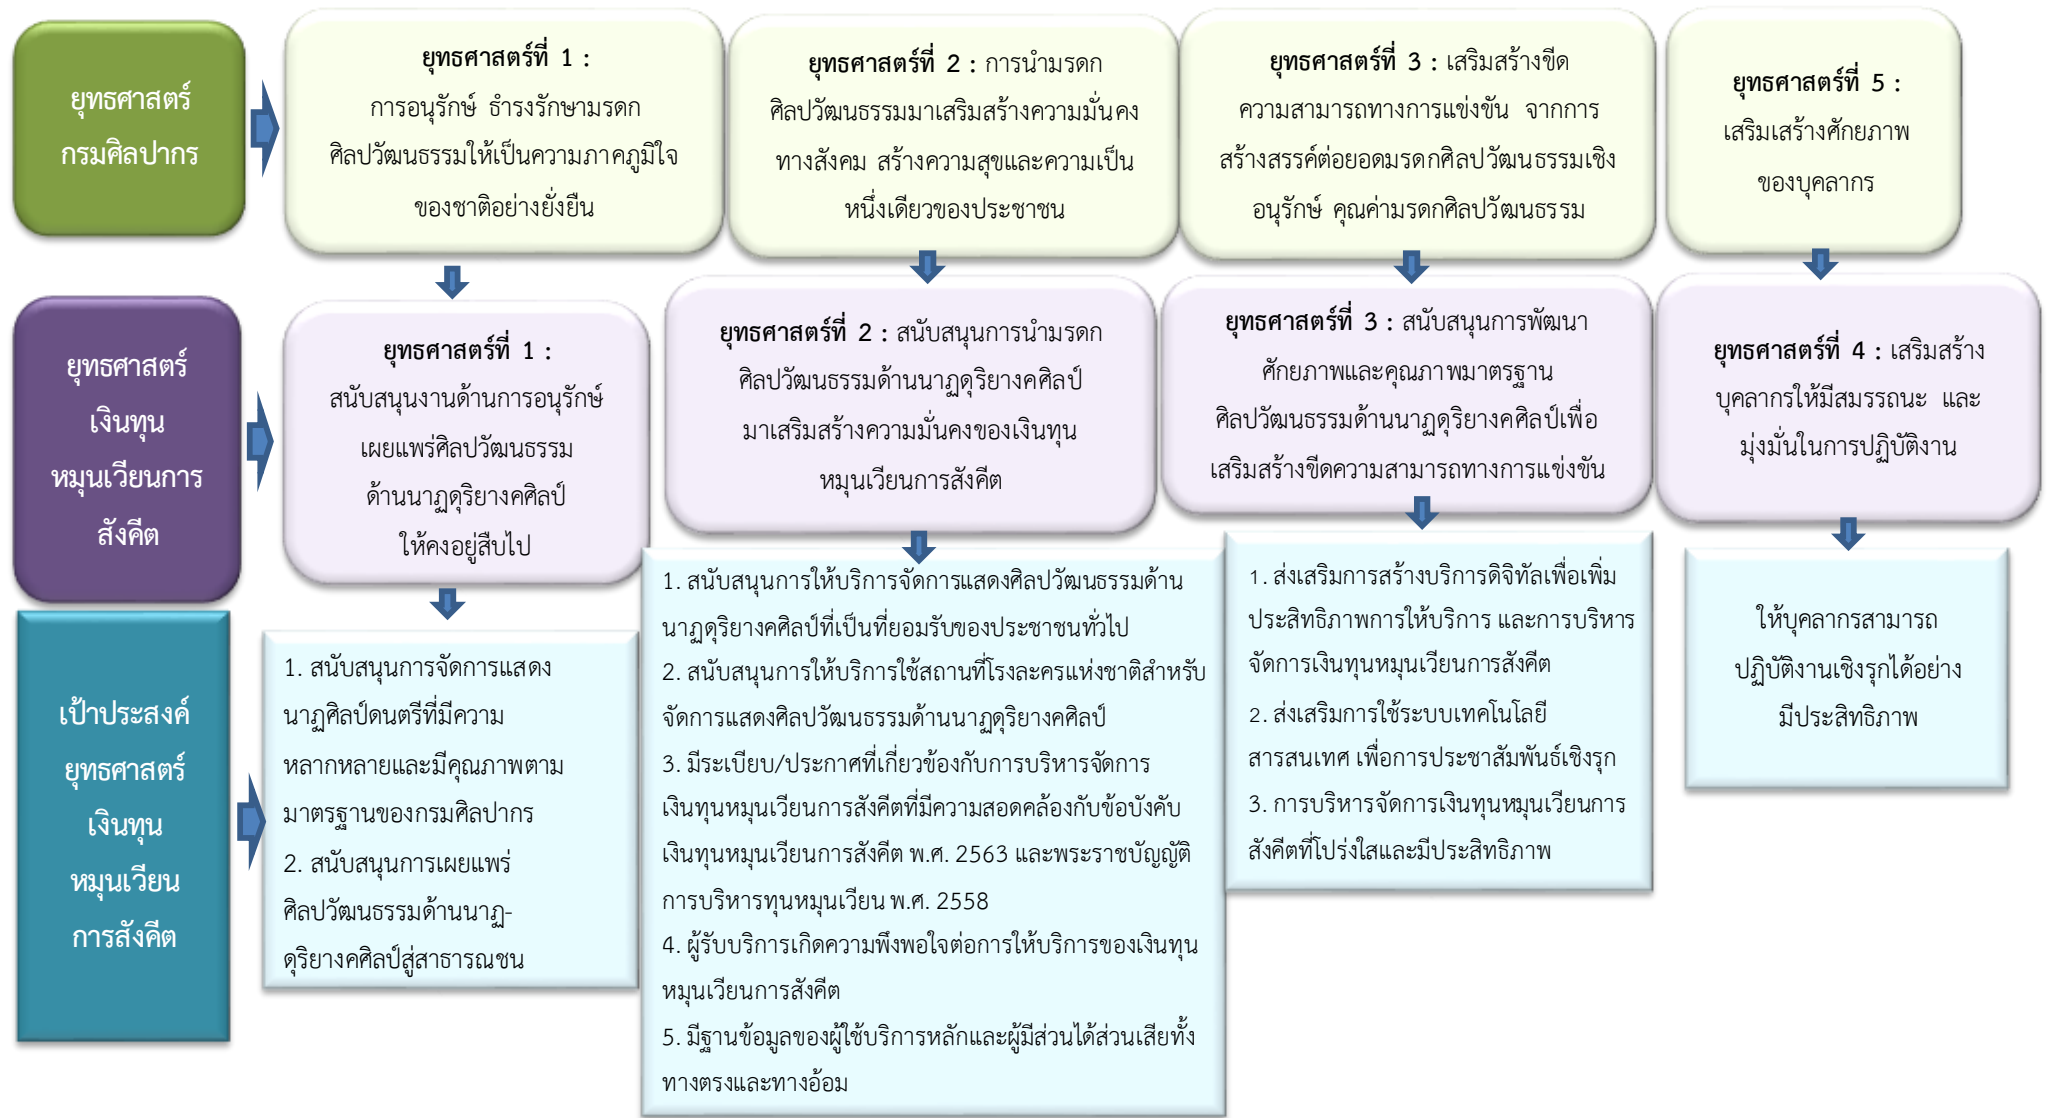 ยุทธศาสตร์
กรมศิลปากร
ยุทธศาสตร์ที่ 1 :
การอนุรักษ์ ธำรงรักษามรดก
ศิลปวัฒนธรรมให้เป็นความภาคภูมิใจ
ของชาติอย่างยั่งยืน
ยุทธศาสตร์ที่ 2 : การนำมรดก
ศิลปวัฒนธรรมมาเสริมสร้างความมั่นคง
ทางสังคม สร้างความสุขและความเป็น
หนึ่งเดียวของประชาชน
ยุทธศาสตร์ที่ 3 : เสริมสร้างขีด
ความสามารถทางการแข่งขัน จากการ
สร้างสรรค์ต่อยอดมรดกศิลปวัฒนธรรมเชิง
อนุรักษ์ คุณค่ามรดกศิลปวัฒนธรรม
ยุทธศาสตร์ที่ 5 :
เสริมเสร้างศักยภาพ
ของบุคลากร
ยุทธศาสตร์
เงินทุน
หมุนเวียนการ
สังคีต
ยุทธศาสตร์ที่ 1 :
สนับสนุนงานด้านการอนุรักษ์
เผยแพร่ศิลปวัฒนธรรม
ด้านนาฏดุริยางคศิลป์
ให้คงอยู่สืบไป
ยุทธศาสตร์ที่ 2 : สนับสนุนการนำมรดก
ศิลปวัฒนธรรมด้านนาฏดุริยางคศิลป์
มาเสริมสร้างความมั่นคงของเงินทุน
หมุนเวียนการสังคีต
ยุทธศาสตร์ที่ 3 : สนับสนุนการพัฒนา
ศักยภาพและคุณภาพมาตรฐาน
ศิลปวัฒนธรรมด้านนาฏดุริยางคศิลป์เพื่อ
เสริมสร้างขีดความสามารถทางการแข่งขัน
ยุทธศาสตร์ที่ 4 : เสริมสร้าง
บุคลากรให้มีสมรรถนะ และ
มุ่งมั่นในการปฏิบัติงาน
เป้าประสงค์
ยุทธศาสตร์
เงินทุน
หมุนเวียน
การสังคีต
1. สนับสนุนการจัดการแสดง
นาฏศิลป์ดนตรีที่มีความ
หลากหลายและมีคุณภาพตาม
มาตรฐานของกรมศิลปากร
2. สนับสนุนการเผยแพร่
ศิลปวัฒนธรรมด้านนาฏ-
ดุริยางคศิลป์สู่สาธารณชน
1. สนับสนุนการให้บริการจัดการแสดงศิลปวัฒนธรรมด้าน
นาฏดุริยางคศิลป์ที่เป็นที่ยอมรับของประชาชนทั่วไป
2. สนับสนุนการให้บริการใช้สถานที่โรงละครแห่งชาติสำหรับ
จัดการแสดงศิลปวัฒนธรรมด้านนาฏดุริยางคศิลป์
3. มีระเบียบ/ประกาศที่เกี่ยวข้องกับการบริหารจัดการ
เงินทุนหมุนเวียนการสังคีตที่มีความสอดคล้องกับข้อบังคับ
เงินทุนหมุนเวียนการสังคีต พ.ศ. 2563 และพระราชบัญญัติ
การบริหารทุนหมุนเวียน พ.ศ. 2558
4. ผู้รับบริการเกิดความพึงพอใจต่อการให้บริการของเงินทุน
หมุนเวียนการสังคีต
5. มีฐานข้อมูลของผู้ใช้บริการหลักและผู้มีส่วนได้ส่วนเสียทั้ง
ทางตรงและทางอ้อม
1. ส่งเสริมการสร้างบริการดิจิทัลเพื่อเพิ่ม
ประสิทธิภาพการให้บริการ และการบริหาร
จัดการเงินทุนหมุนเวียนการสังคีต
2. ส่งเสริมการใช้ระบบเทคโนโลยี
สารสนเทศ เพื่อการประชาสัมพันธ์เชิงรุก
3. การบริหารจัดการเงินทุนหมุนเวียนการ
สังคีตที่โปร่งใสและมีประสิทธิภาพ
ให้บุคลากรสามารถ
ปฏิบัติงานเชิงรุกได้อย่าง
มีประสิทธิภาพ